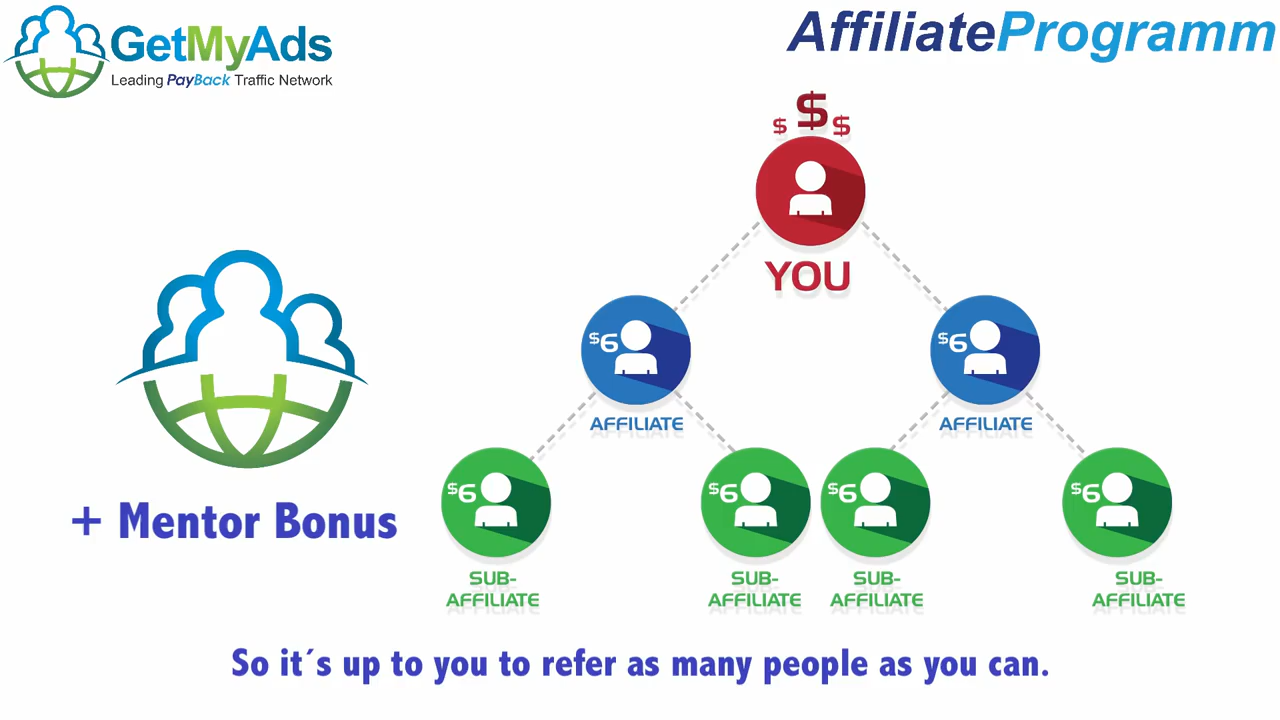 GetMyAds
Leading PayBack Traffic Network
AffiliateProgramm
$ $ $
YOU
$6
$6
AFFILIATE
AFFILIATE
$6
$6
$6
$6
+ Mentor Bonus
SUB-
AFFILIATE
SUB-
AFFILIATE
SUB-
AFFILIATE
SUB-
AFFILIATE
So it´s up to you to refer as many people as you can.